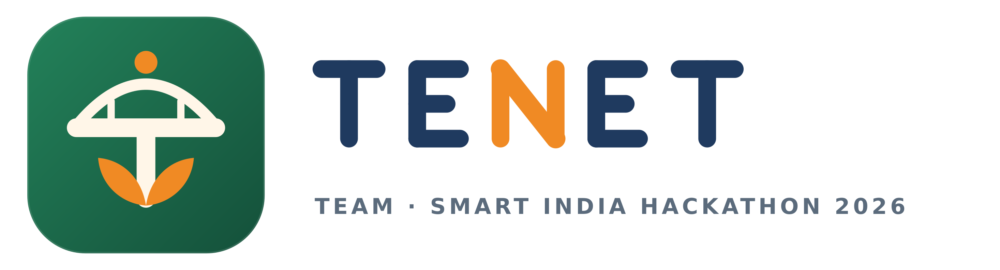 TENET
TEAM · SMART INDIA HACKATHON 2026